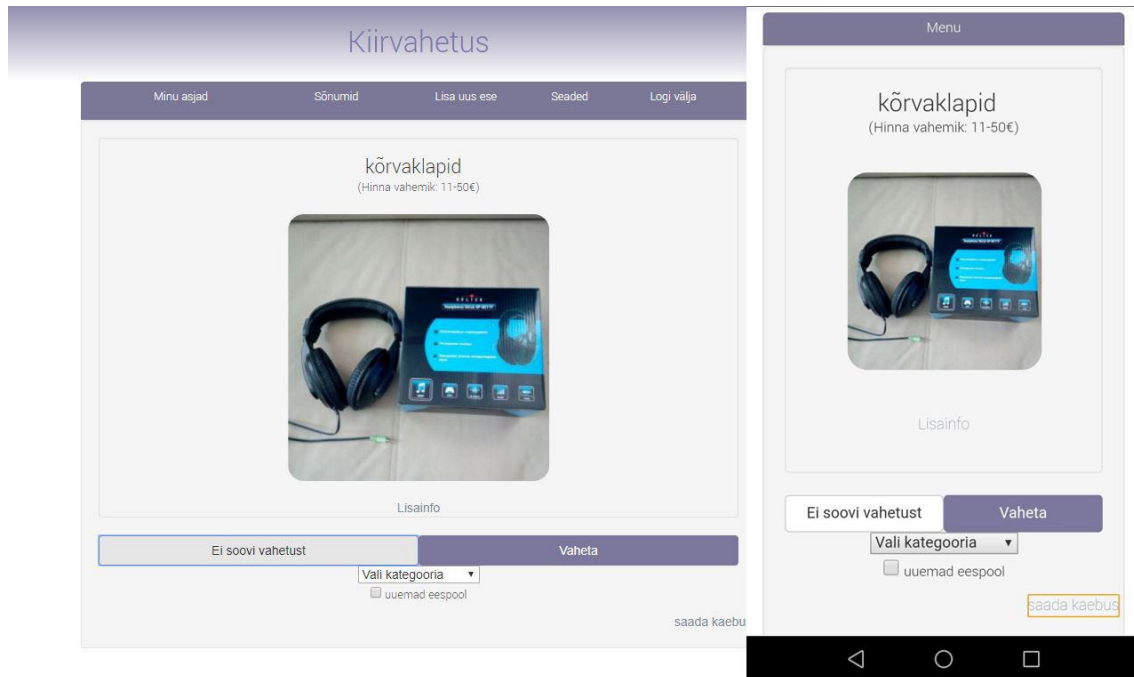 Kiirvahetus
Minu asjad Sõnumid Lisa uus ese Seaded Logi välja
kõrvaklapid
(Hinna vahemik: 11-50€)
Lisainfo
Ei soovi vahetust Vaheta
Vali kategooria
uuemad eespool
saada kaebu
Menu
kõrvaklapid
(Hinna vahemik: 11-50€)
Lisainfo
Ei soovi vahetust Vaheta
Vali kategooria
uuemad eespool
saada kaebus